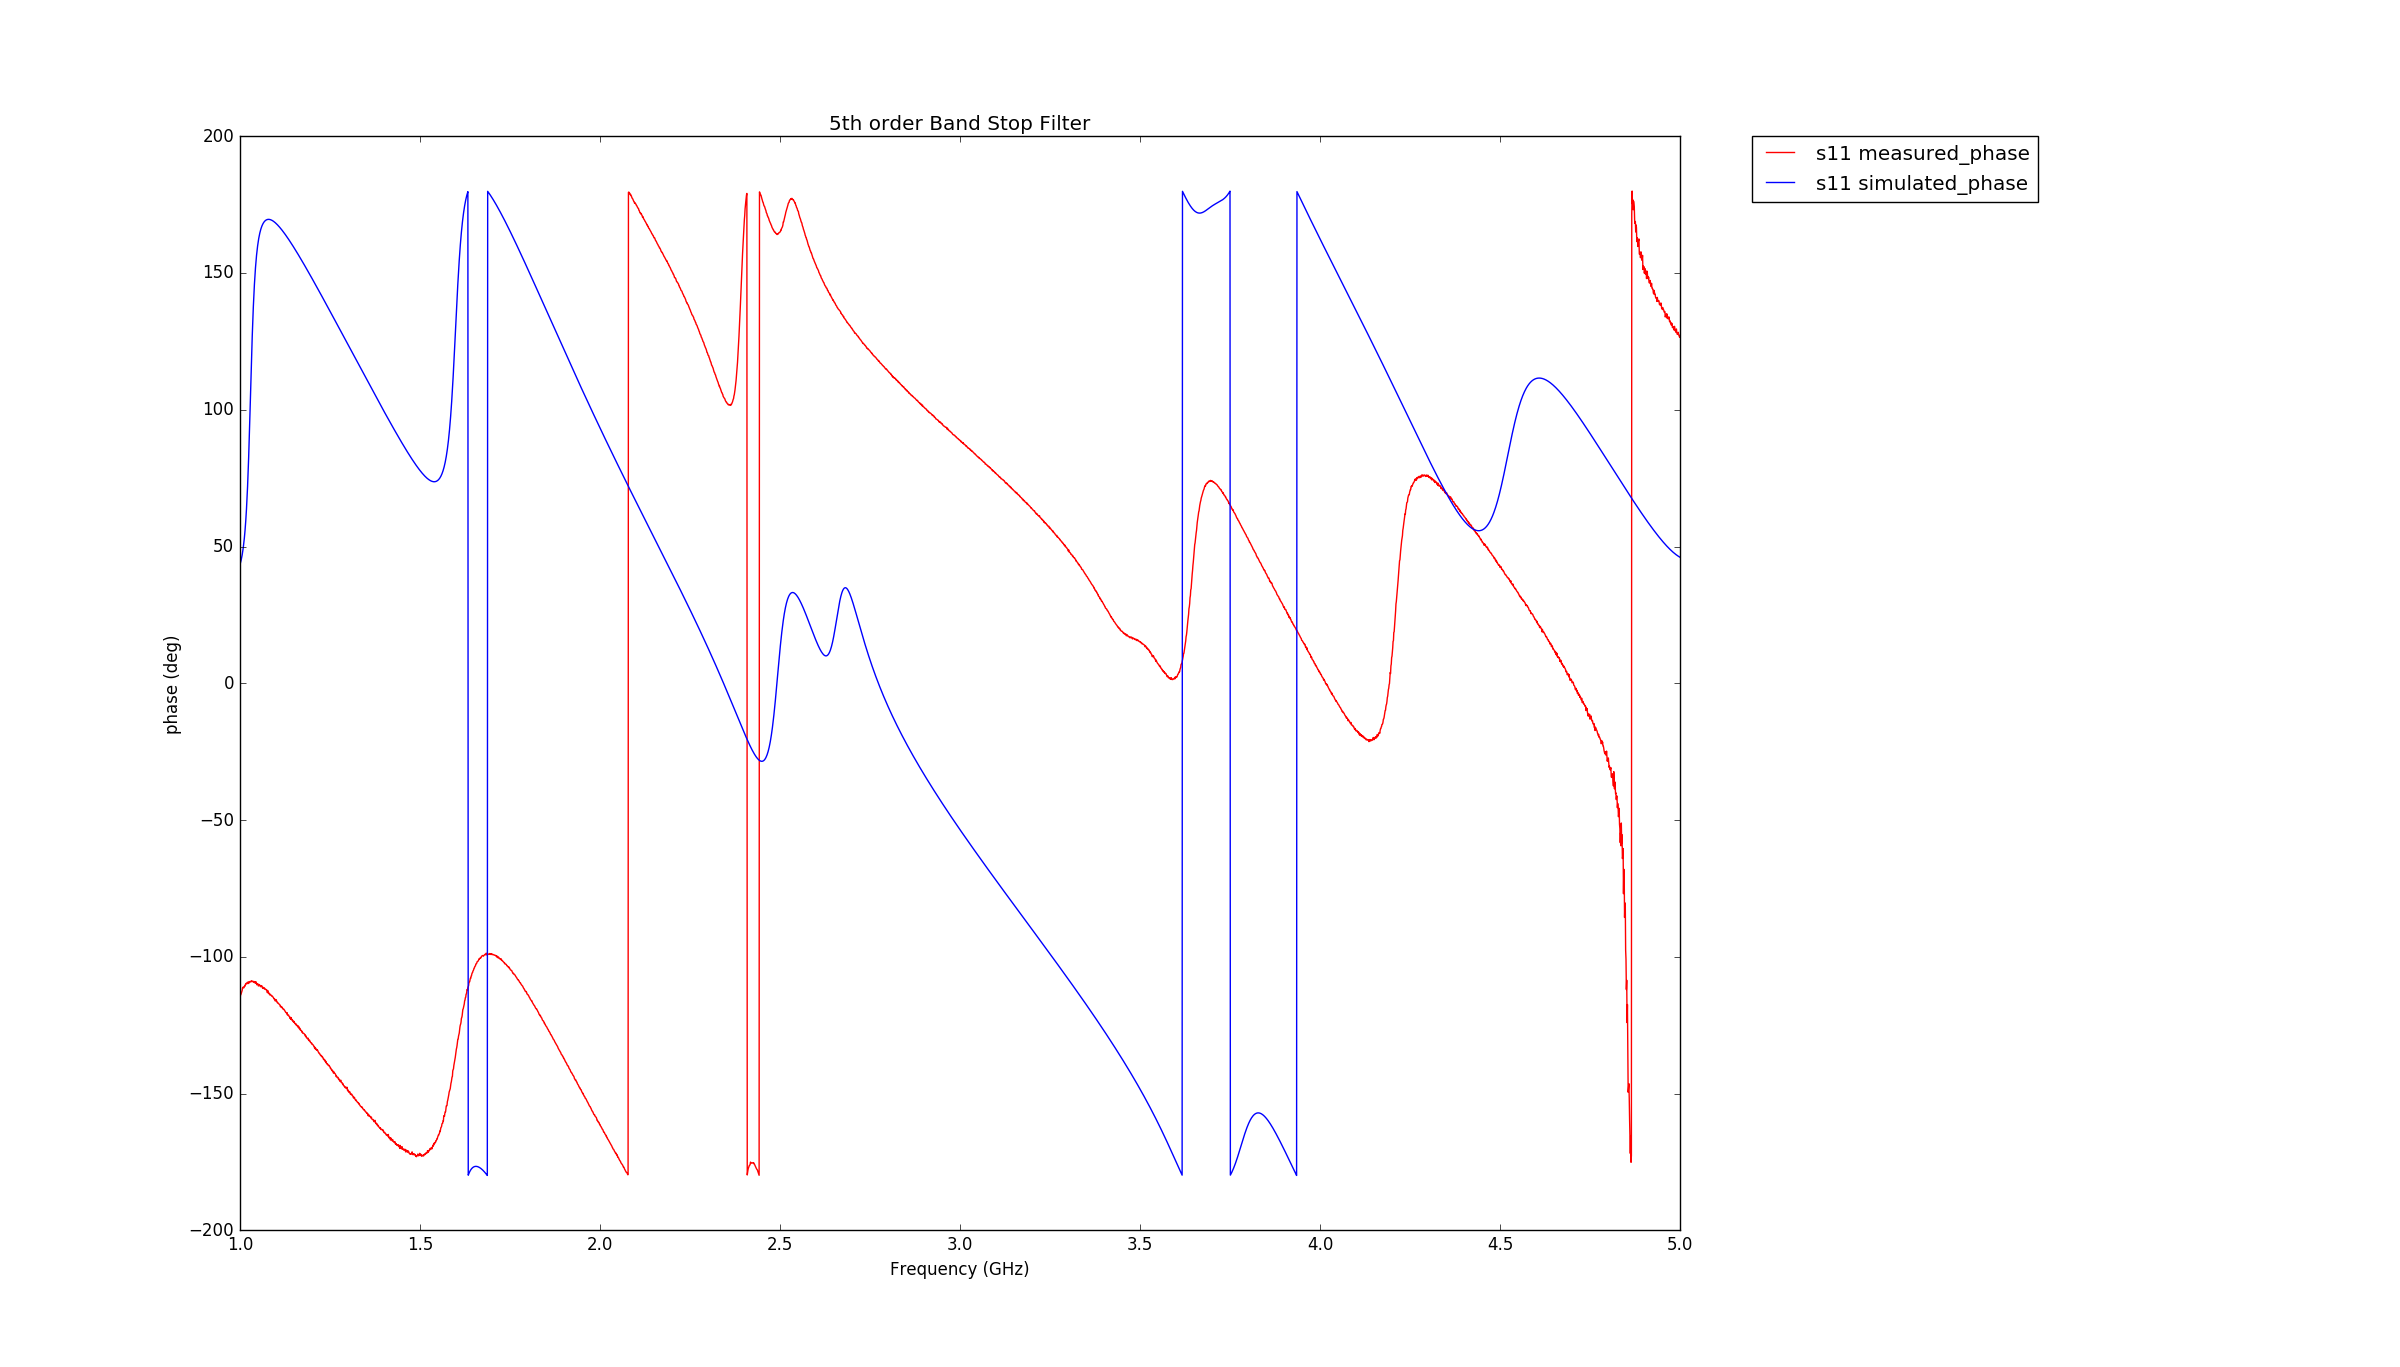 5th order Band Stop Filter
s11 measured_phase
s11 simulated_phase
200
150
100
50
0
−50
−100
−150
−200
phase (deg)
1.0 1.5 2.0 2.5 3.0 3.5 4.0 4.5 5.0
Frequency (GHz)